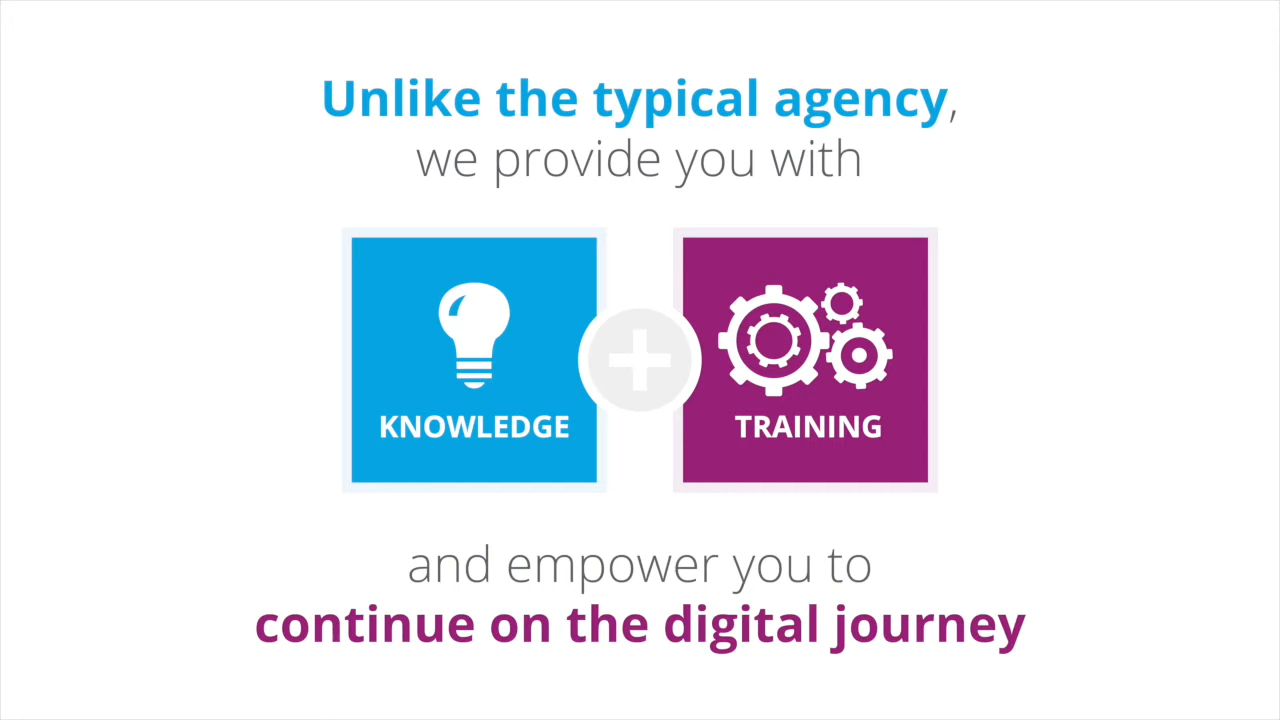 Unlike the typical agency,
we provide you with
KNOWLEDGE
TRAINING
and empower you to
continue on the digital journey